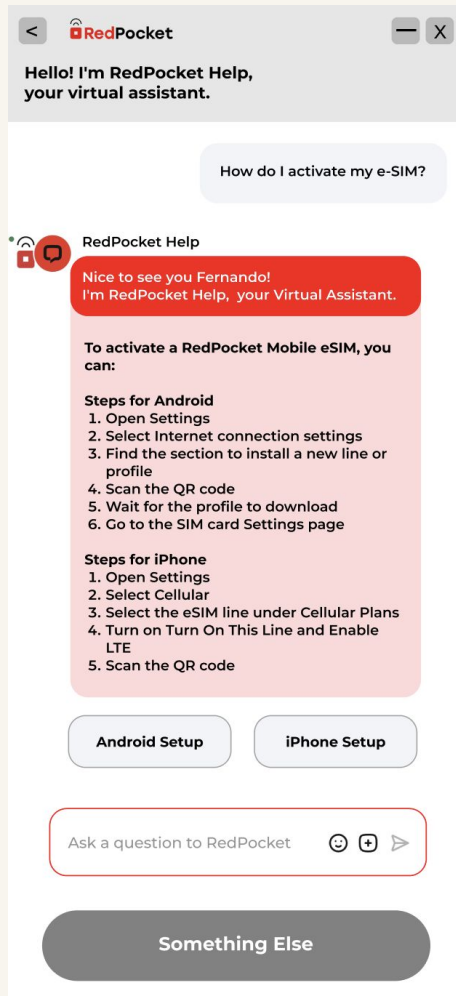 <
RedPocket
— X
Hello! I'm RedPocket Help,
your virtual assistant.
How do I activate my e-SIM?
RedPocket Help
Nice to see you Fernando!
I'm RedPocket Help, your Virtual Assistant.
To activate a RedPocket Mobile eSIM, you
can:
Steps for Android
1. Open Settings
2. Select Internet connection settings
3. Find the section to install a new line or
profile
4. Scan the QR code
5. Wait for the profile to download
6. Go to the SIM card Settings page
Steps for iPhone
1. Open Settings
2. Select Cellular
3. Select the eSIM line under Cellular Plans
4. Turn on Turn On This Line and Enable
LTE
5. Scan the QR code
Android Setup
iPhone Setup
Ask a question to RedPocket
Something Else